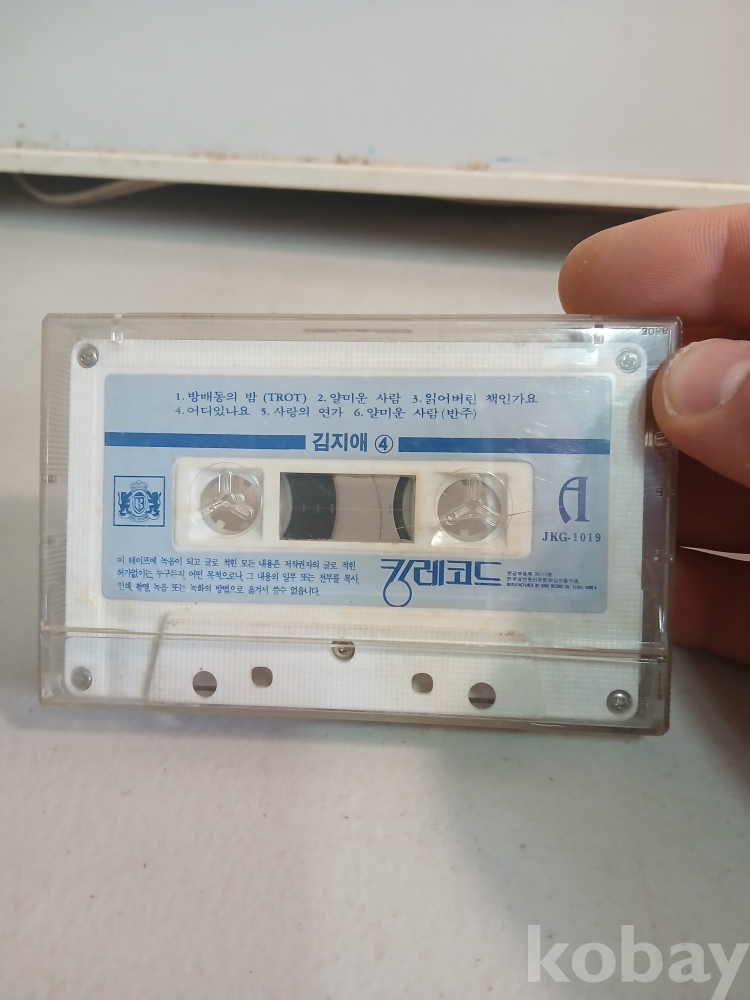 1. 방배동의 밤 (TROT) 2. 얄미운 사람 3. 읽어버린 책인가요
4. 어디있나요 5. 사랑의 연가 6. 얄미운 사람 (반주)
김지애 ④
A
JKG-1019
이 테이프에 녹음이 되고 글로 적힌 모든 내용은 저작권자의 글로 적힌
허가없이는, 누구든지, 어떤 목적으로나, 그 내용의 일부 또는 전부를 복사,
인쇄, 촬영, 녹음 또는 녹화의 방법으로 옮겨서 쓸수 없읍니다.
킹레코드
kobay